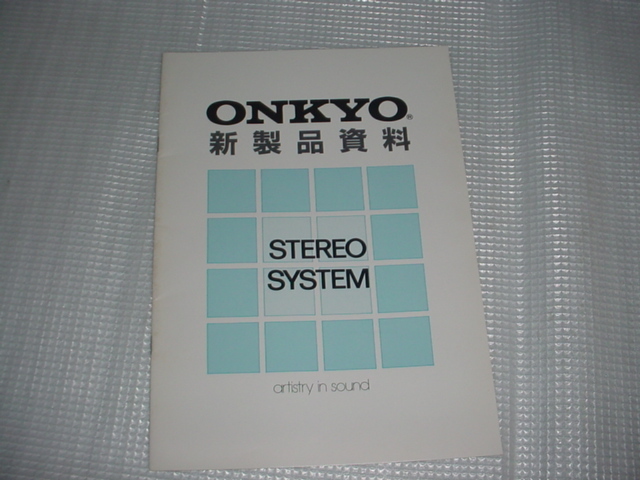 ONKYO®
新製品資料
STEREO
SYSTEM
artistry in sound